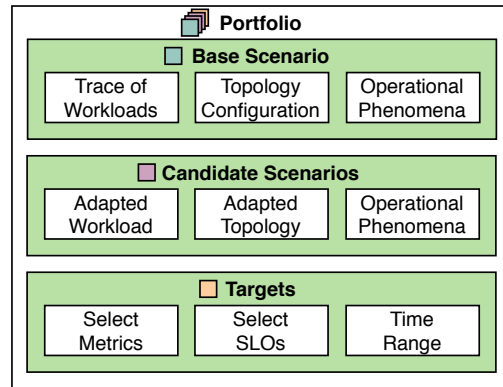 Portfolio
Base Scenario
Trace of
Workloads
Topology
Configuration
Operational
Phenomena
Candidate Scenarios
Adapted
Workload
Adapted
Topology
Operational
Phenomena
Targets
Select
Metrics
Select
SLOs
Time
Range